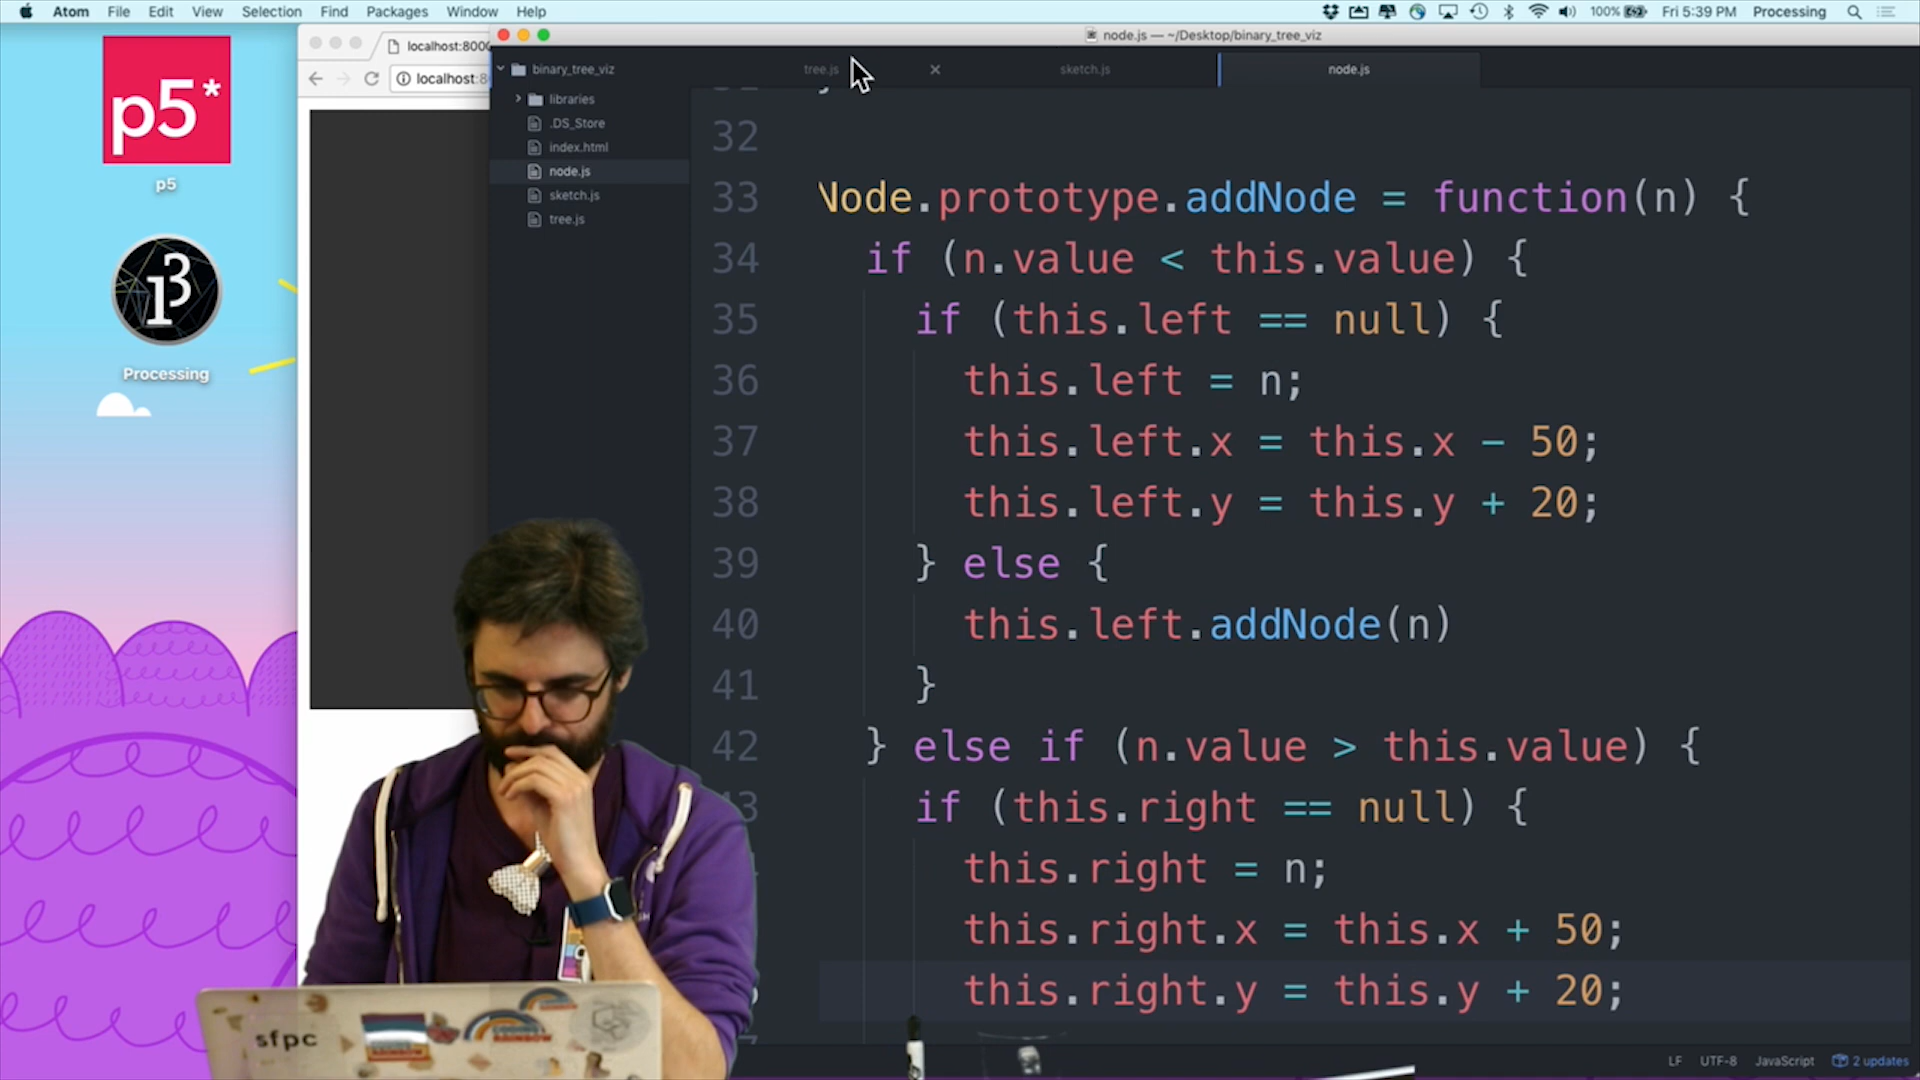 Atom File Edit View Selection Find Packages Window Help
100% Fri 5:39 PM Processing
node.js — ~/Desktop/binary_tree_viz
localhost:8000
localhost:8
p5*
p5
13
Processing
binary_tree_viz
libraries
.DS_Store
index.html
node.js
sketch.js
tree.js
tree.js sketch.js node.js
32
33 Node.prototype.addNode = function(n) {
34 if (n.value < this.value) {
35 if (this.left == null) {
36 this.left = n;
37 this.left.x = this.x - 50;
38 this.left.y = this.y + 20;
39 } else {
40 this.left.addNode(n)
41 }
42 } else if (n.value > this.value) {
if (this.right == null) {
this.right = n;
this.right.x = this.x + 50;
this.right.y = this.y + 20;
sfpc
LF UTF-8 JavaScript 2 updates